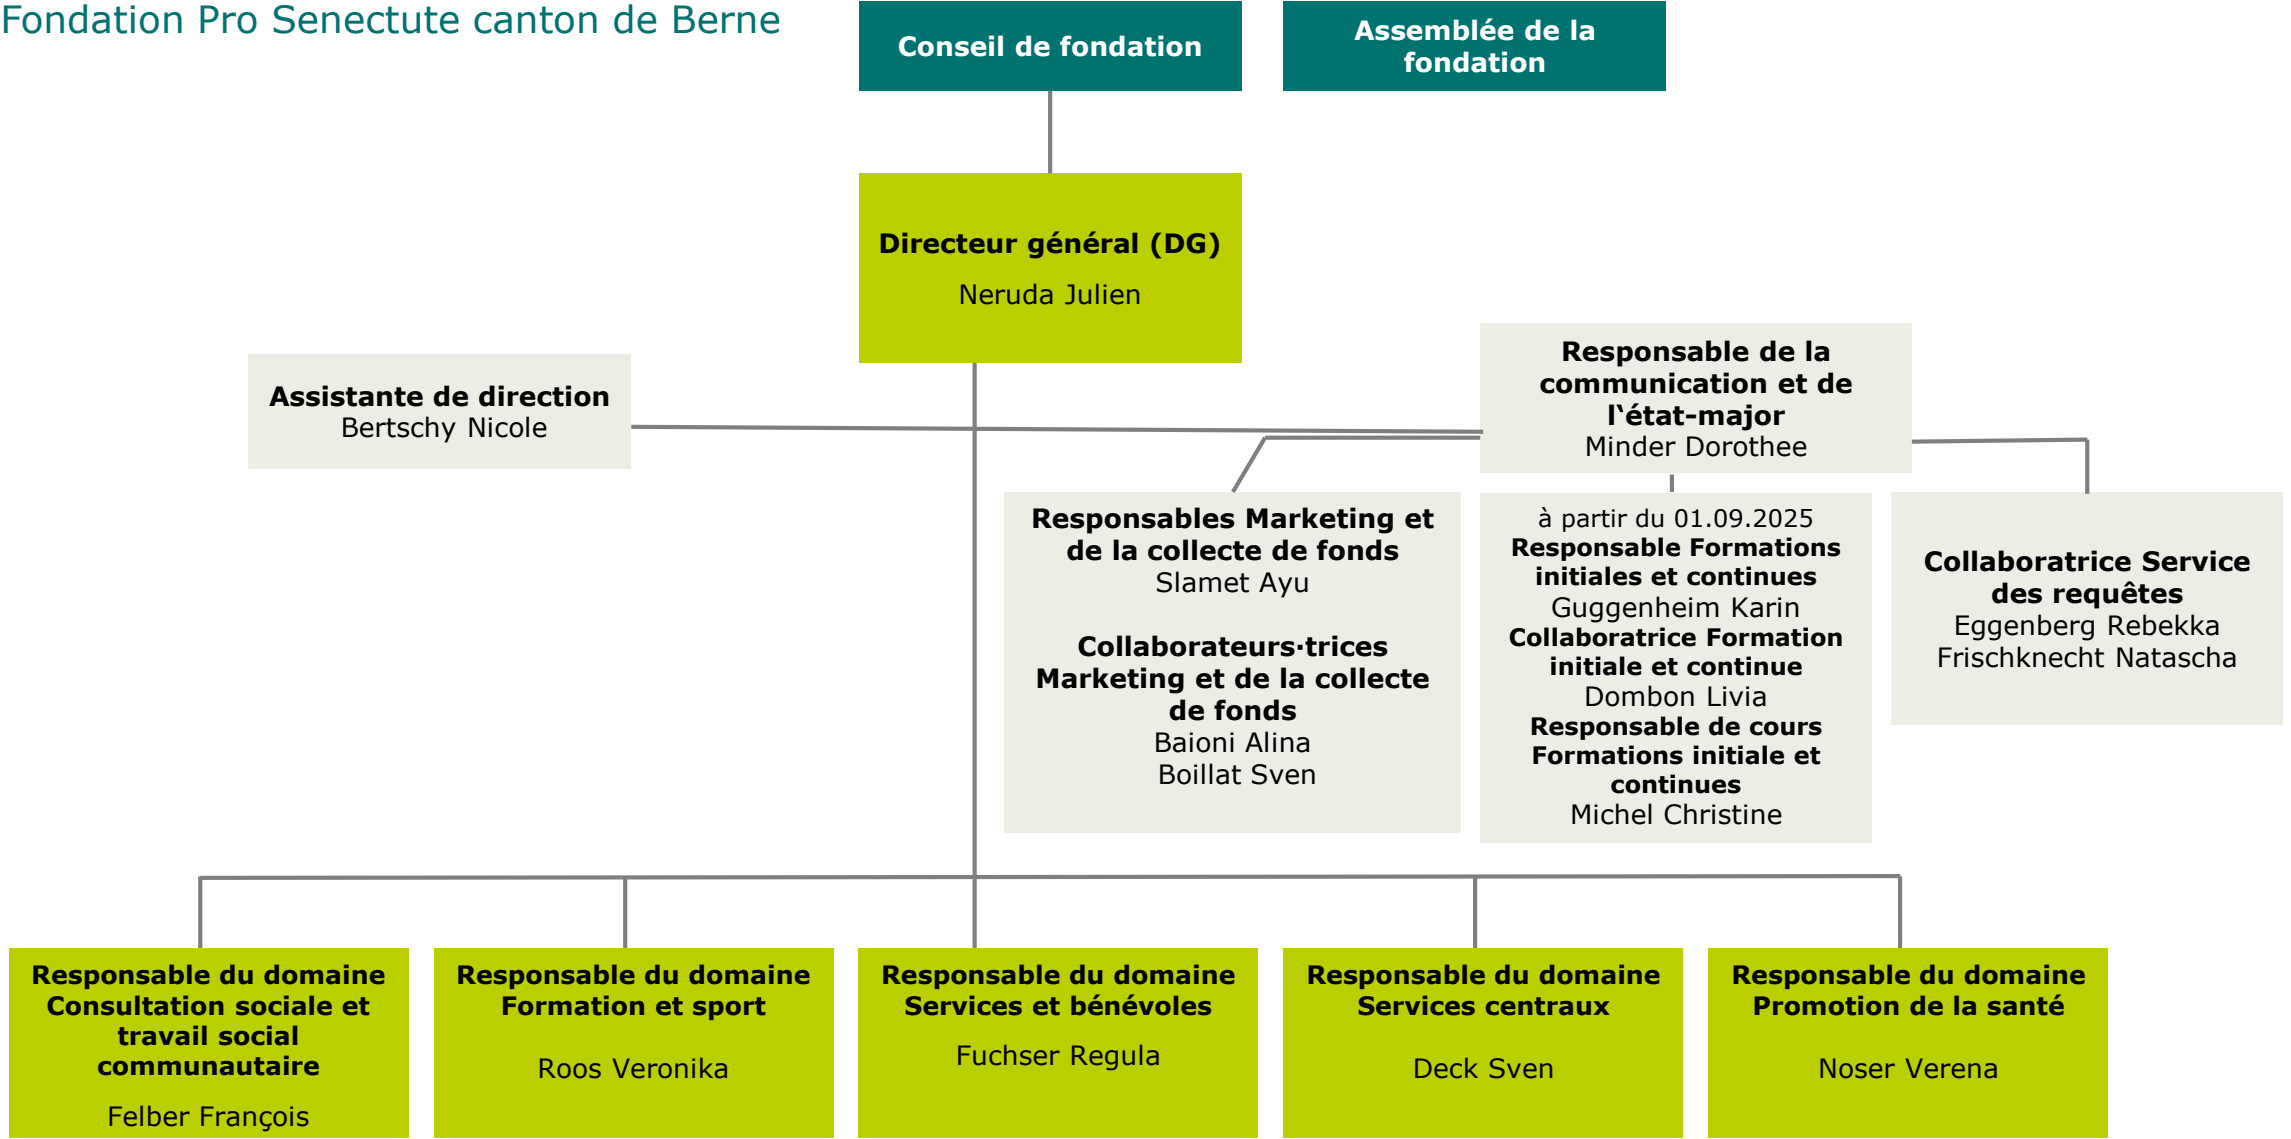 Fondation Pro Senectute canton de Berne
Conseil de fondation
Assemblée de la
fondation
Directeur général (DG)
Neruda Julien
Assistante de direction
Bertschy Nicole
Responsable de la
communication et de
l‘état-major
Minder Dorothee
Responsables Marketing et
de la collecte de fonds
Slamet Ayu
Collaborateurs·trices
Marketing et de la collecte
de fonds
Baioni Alina
Boillat Sven
à partir du 01.09.2025
Responsable Formations
initiales et continues
Guggenheim Karin
Collaboratrice Formation
initiale et continue
Dombon Livia
Responsable de cours
Formations initiale et
continues
Michel Christine
Collaboratrice Service
des requêtes
Eggenberg Rebekka
Frischknecht Natascha
Responsable du domaine
Consultation sociale et
travail social
communautaire
Felber François
Responsable du domaine
Formation et sport
Roos Veronika
Responsable du domaine
Services et bénévoles
Fuchser Regula
Responsable du domaine
Services centraux
Deck Sven
Responsable du domaine
Promotion de la santé
Noser Verena